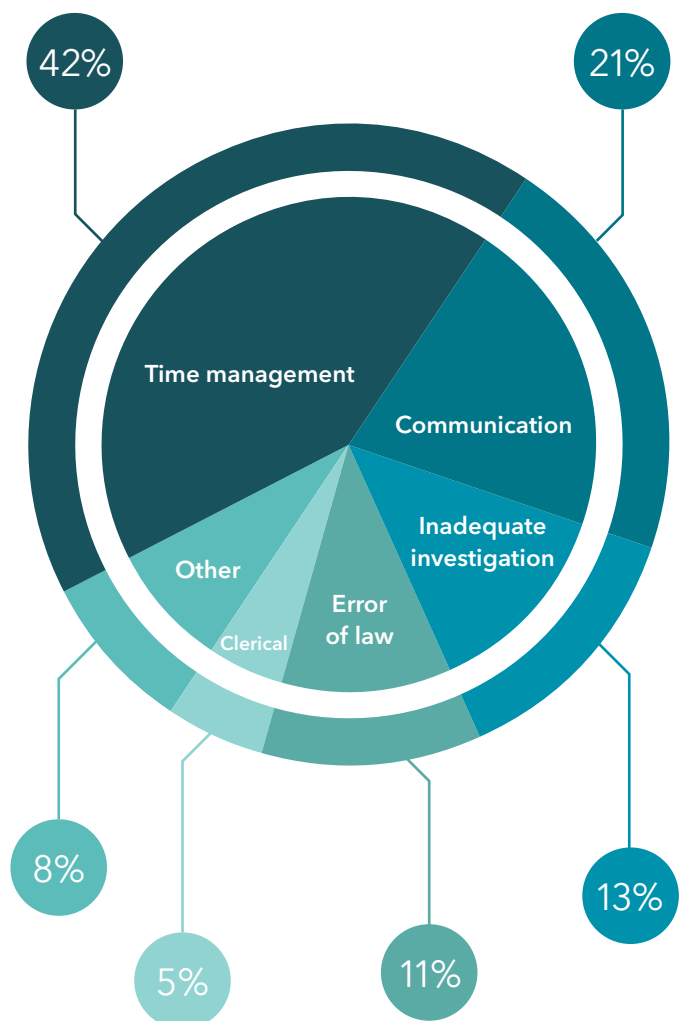 42%
21%
Time management
Communication
Inadequate
investigation
Other
Error
of law
Clerical
8%
13%
11%
5%